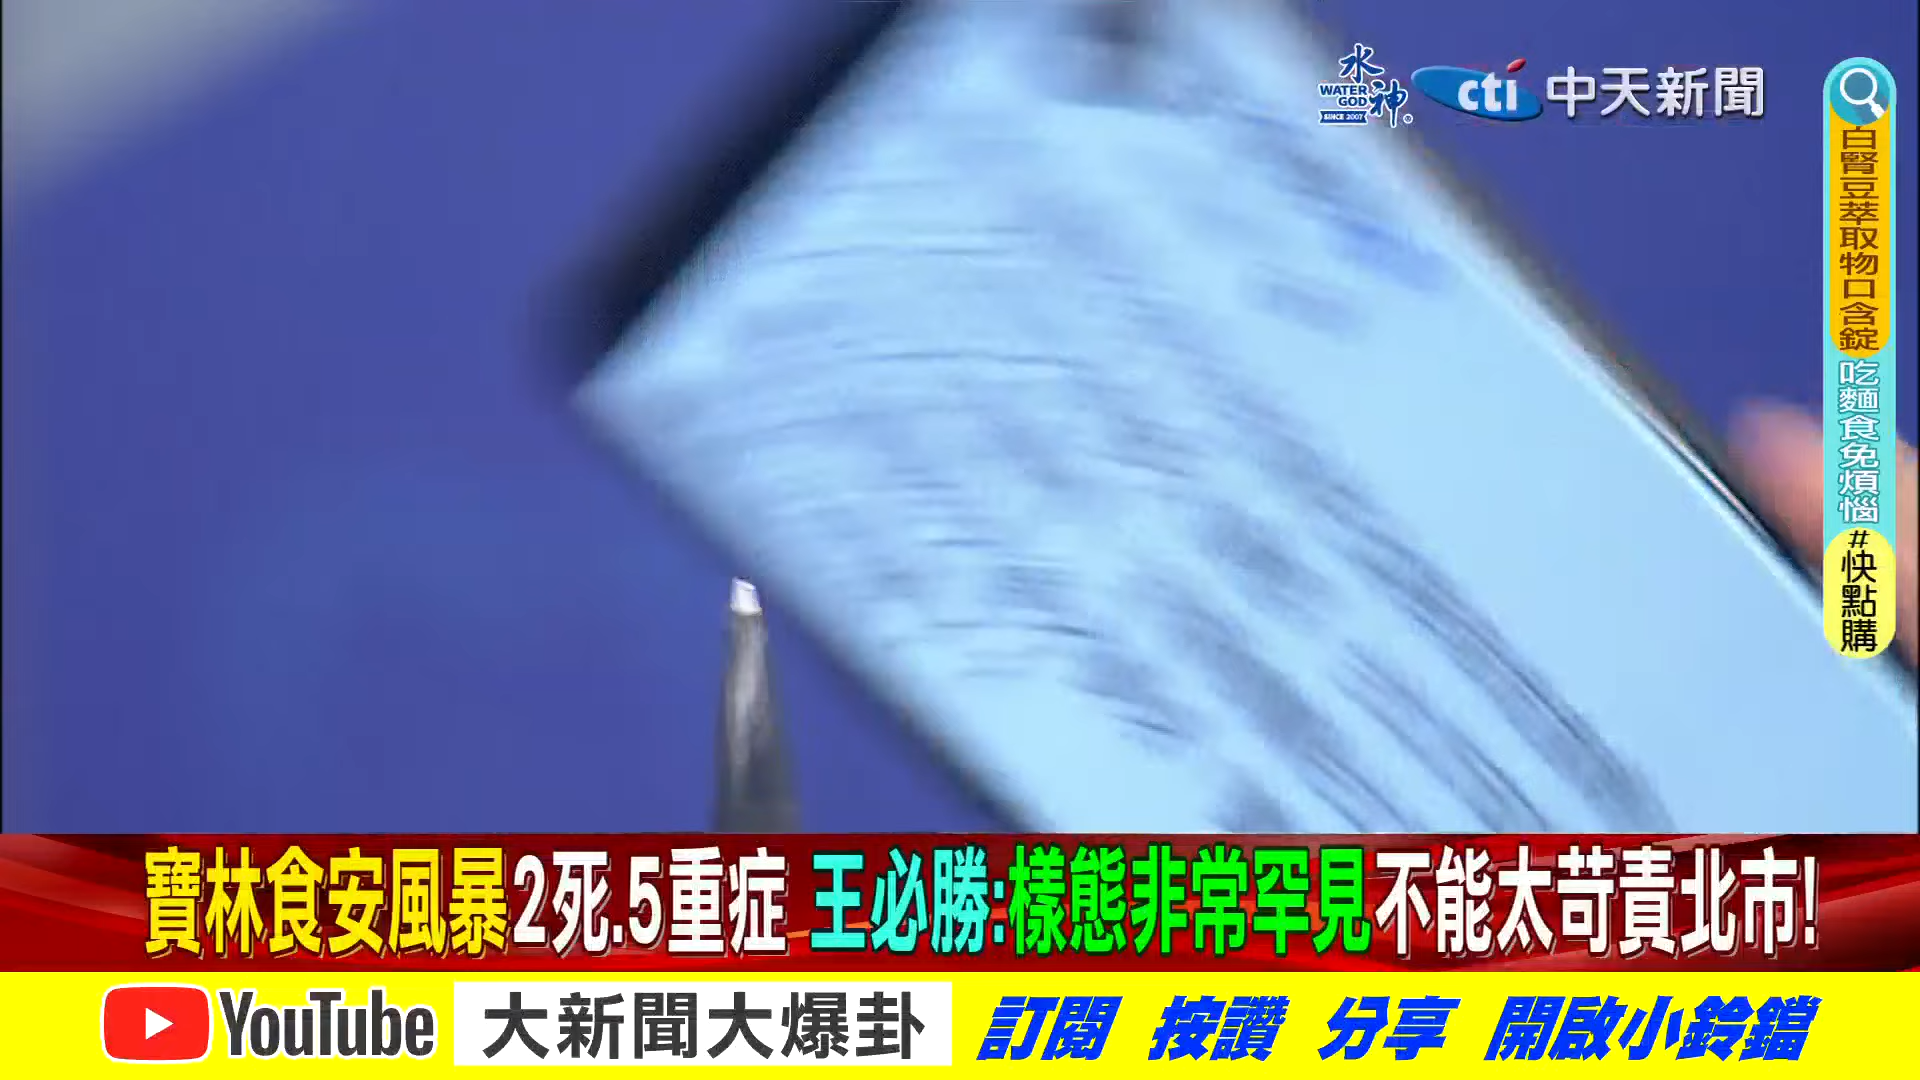 水神
WATER
GOD
SINCE 2007
cti 中天新聞
白腎豆萃取物口含錠
吃麵食免煩惱
#快點購
寶林食安風暴2死.5重症 王必勝:樣態非常罕見不能太苛責北市!
YouTube 大新聞大爆卦 訂閱 按讚 分享 開啟小鈴鐺